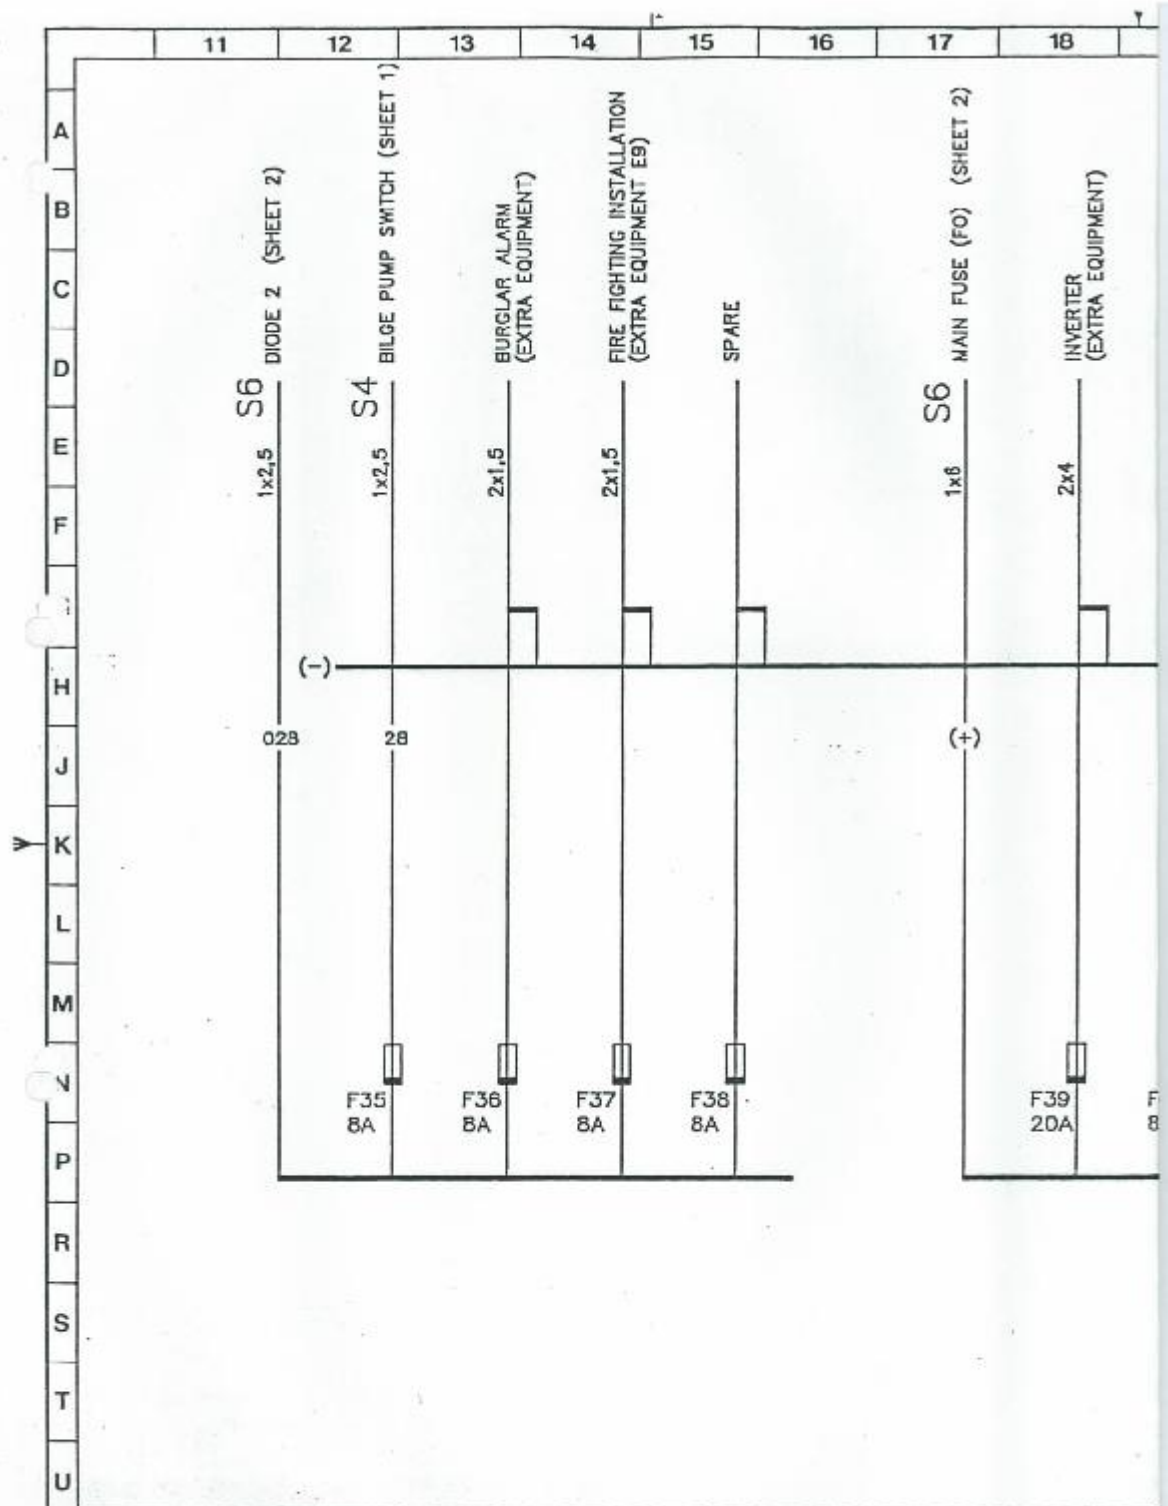 11 12 13 14 15 16 17 18
A
B
C
D
E
F
H
J
K
L
M
N
P
R
S
T
U
S6 DIODE 2 (SHEET 2)
1x2,5
028
S4 BILGE PUMP SWITCH (SHEET 1)
1x2,5
28
BURGLAR ALARM
(EXTRA EQUIPMENT)
2x1,5
FIRE FIGHTING INSTALLATION
(EXTRA EQUIPMENT E9)
2x1,5
SPARE
S6 MAIN FUSE (FO) (SHEET 2)
1x6
(+)
INVERTER
(EXTRA EQUIPMENT)
2x4
(-)
F35
8A
F36
8A
F37
8A
F38
8A
F39
20A
F
8